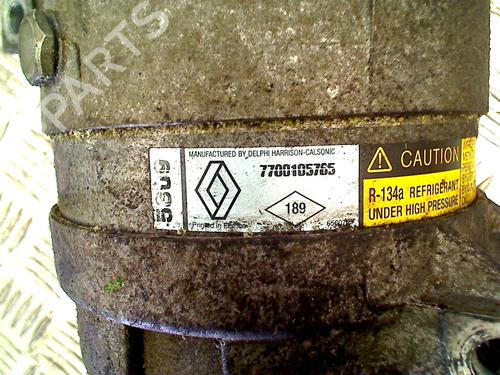 PARTS
MANUFACTURED BY DELPHI HARRISON-CALSONIC
7700105765
189
CAUTION
R-134a REFRIGERANT
UNDER HIGH PRESSURE